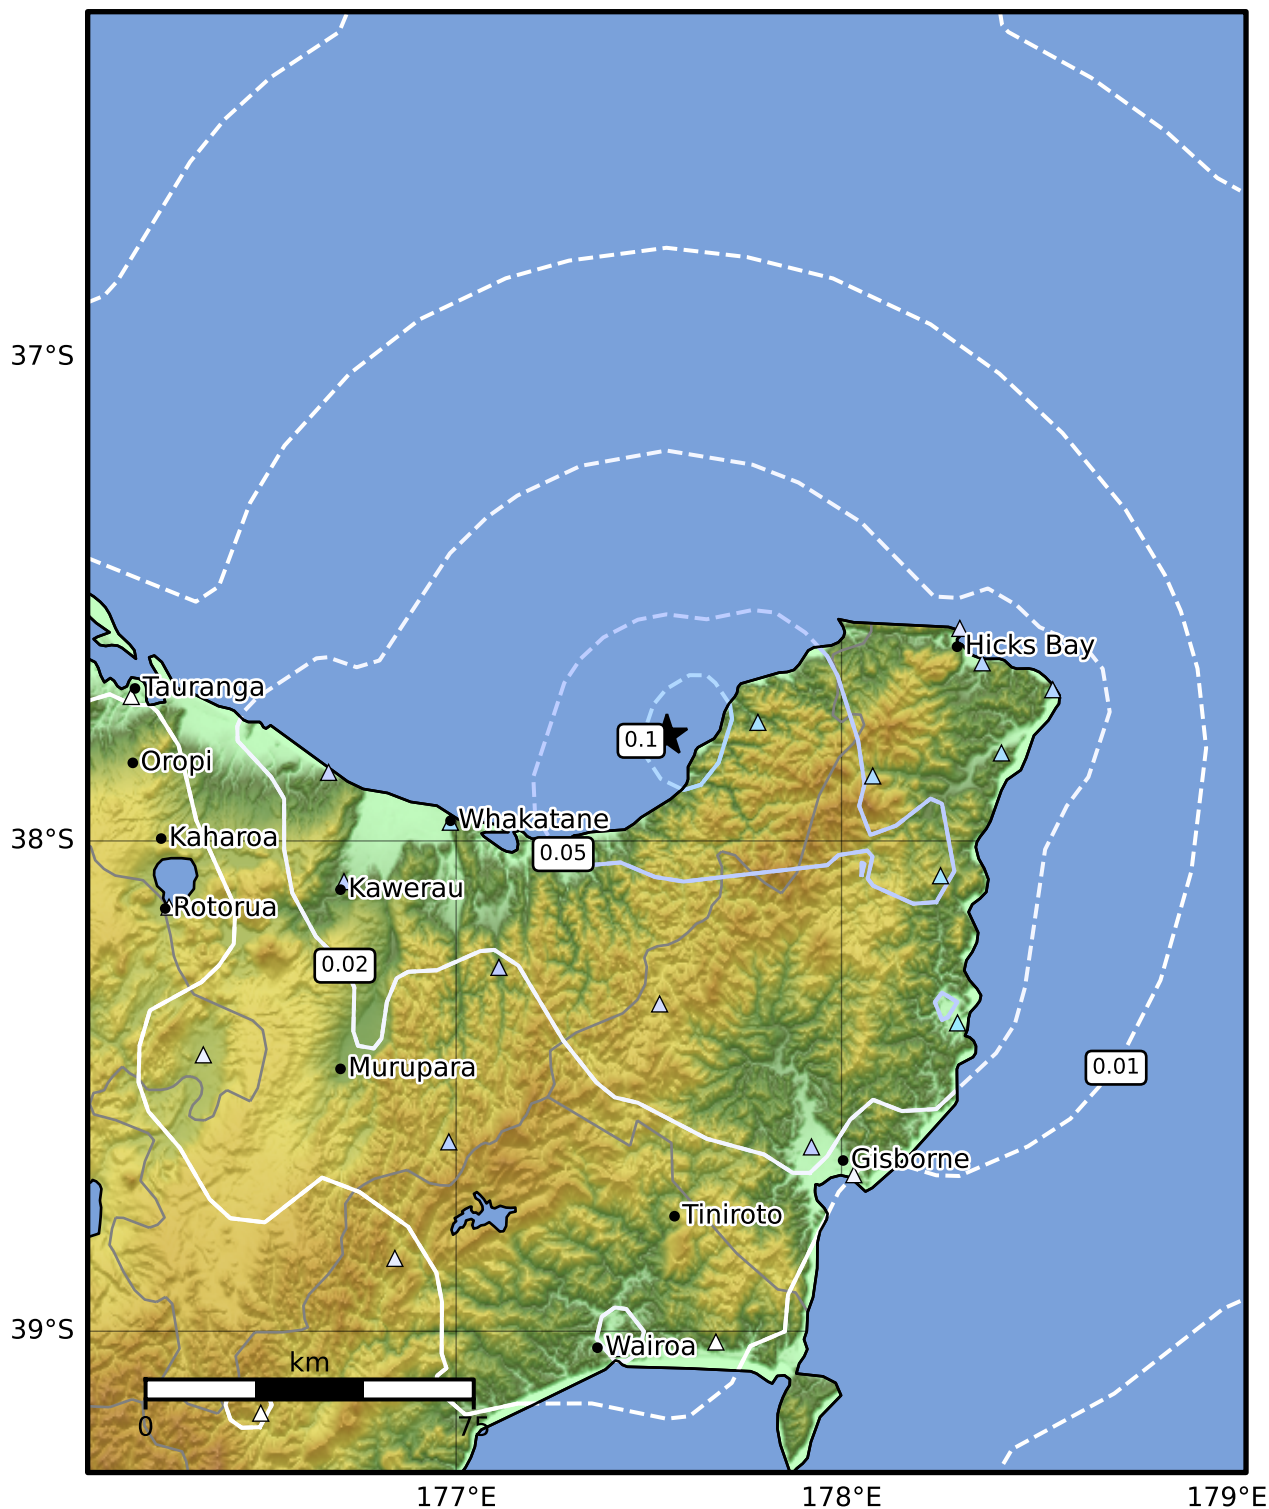 37°S
Hicks Bay
Tauranga
0.1
Oropi
Whakatane
38°S
Kaharoa
0.05
Kawerau
Rotorua
0.02
Murupara
0.01
Gisborne
Tiniroto
39°S
Wairoa
km
0
75
177°E
178°E
179°E